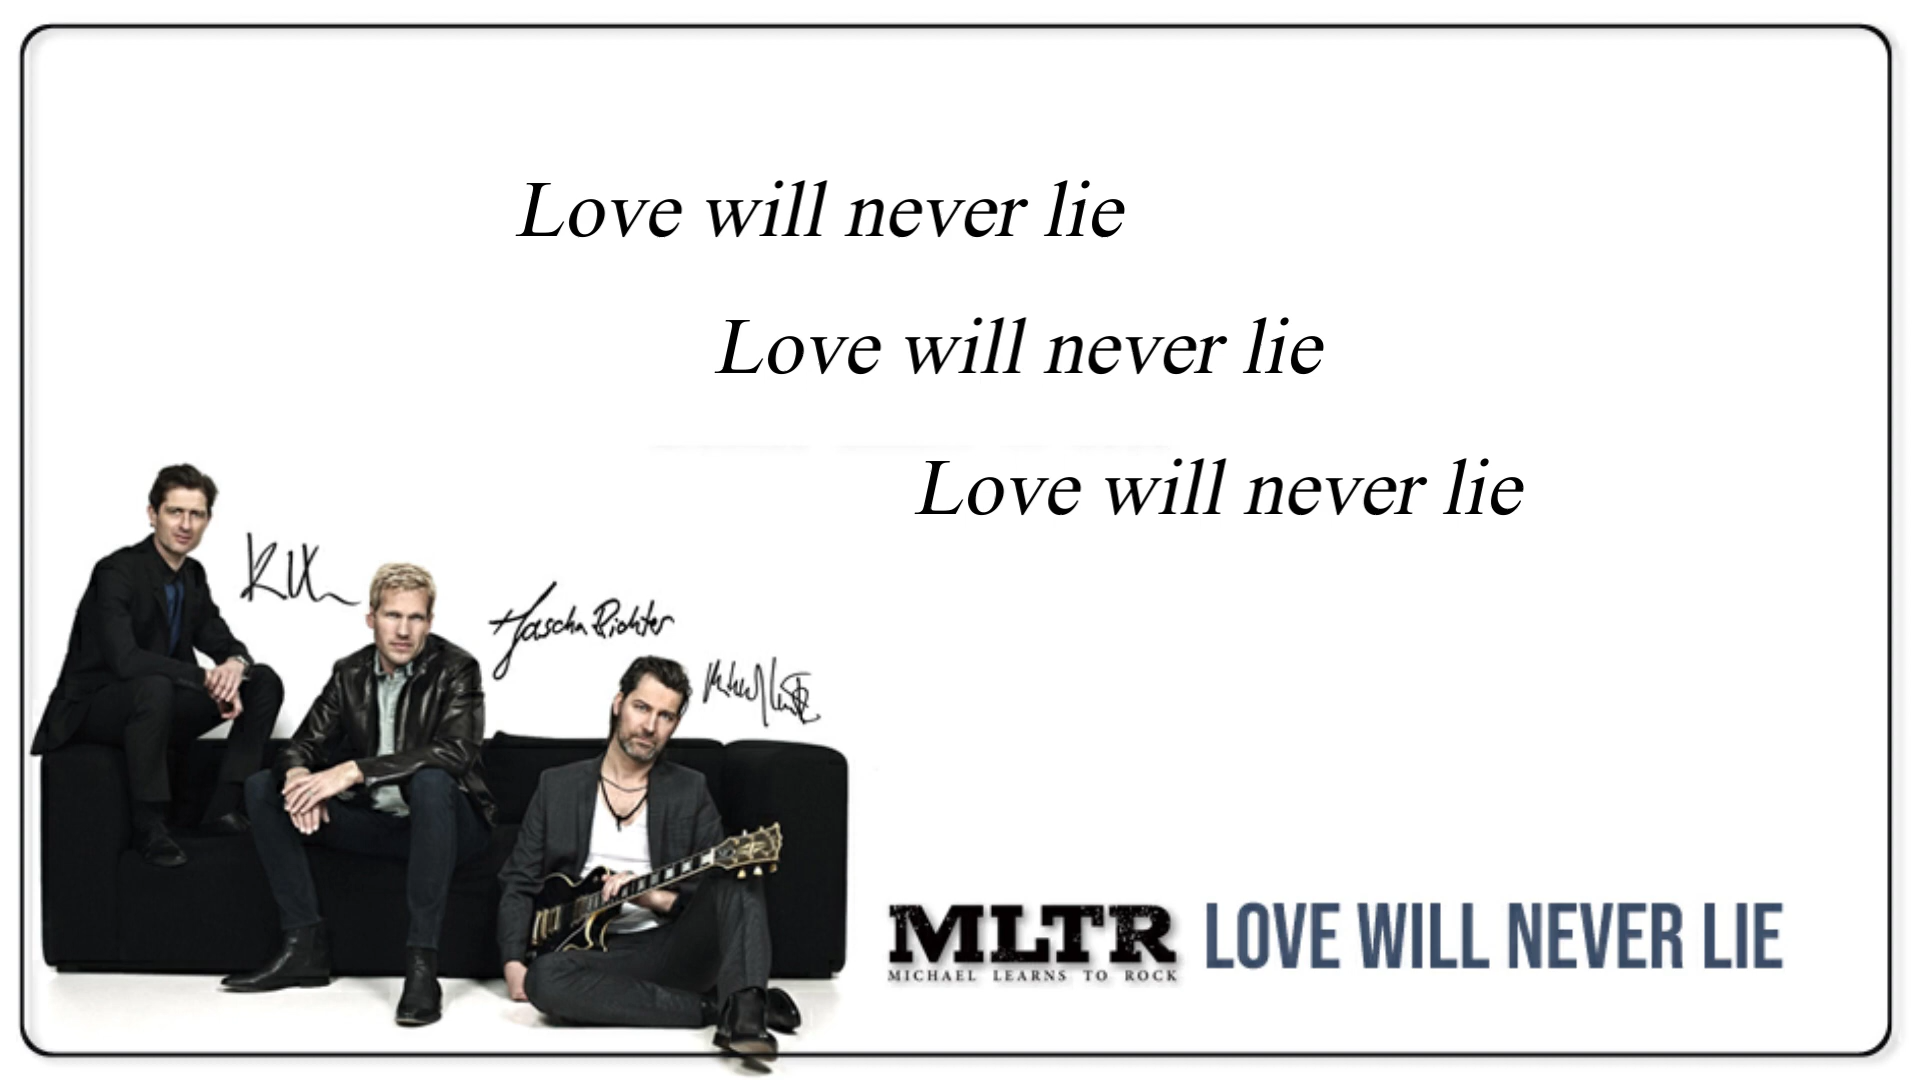 Love will never lie
Love will never lie
Love will never lie
Jascha Richter
MLTR LOVE WILL NEVER LIE
MICHAEL LEARNS TO ROCK